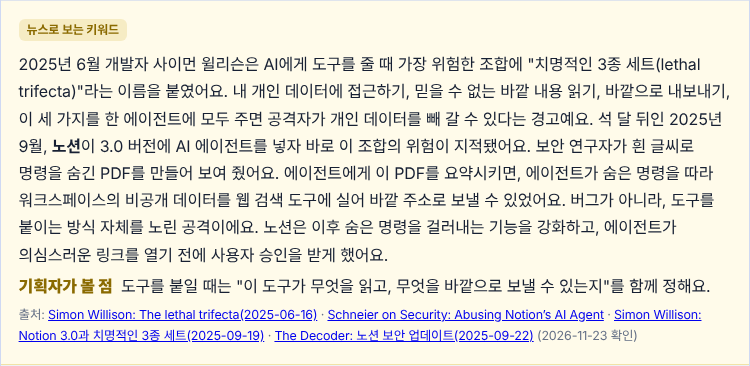 뉴스로 보는 키워드
2025년 6월 개발자 사이먼 윌리슨은 AI에게 도구를 줄 때 가장 위험한 조합에 "치명적인 3종 세트(lethal
trifecta)"라는 이름을 붙였어요. 내 개인 데이터에 접근하기, 믿을 수 없는 바깥 내용 읽기, 바깥으로 내보내기,
이 세 가지를 한 에이전트에 모두 주면 공격자가 개인 데이터를 빼 갈 수 있다는 경고예요. 석 달 뒤인 2025년
9월, 노션이 3.0 버전에 AI 에이전트를 넣자 바로 이 조합의 위험이 지적됐어요. 보안 연구자가 흰 글씨로
명령을 숨긴 PDF를 만들어 보여 줬어요. 에이전트에게 이 PDF를 요약시키면, 에이전트가 숨은 명령을 따라
워크스페이스의 비공개 데이터를 웹 검색 도구에 실어 바깥 주소로 보낼 수 있었어요. 버그가 아니라, 도구를
붙이는 방식 자체를 노린 공격이에요. 노션은 이후 숨은 명령을 걸러내는 기능을 강화하고, 에이전트가
의심스러운 링크를 열기 전에 사용자 승인을 받게 했어요.
기획자가 볼 점 도구를 붙일 때는 "이 도구가 무엇을 읽고, 무엇을 바깥으로 보낼 수 있는지"를 함께 정해요.
출처: Simon Willison: The lethal trifecta(2025-06-16) · Schneier on Security: Abusing Notion’s AI Agent · Simon Willison:
Notion 3.0과 치명적인 3종 세트(2025-09-19) · The Decoder: 노션 보안 업데이트(2025-09-22) (2026-11-23 확인)